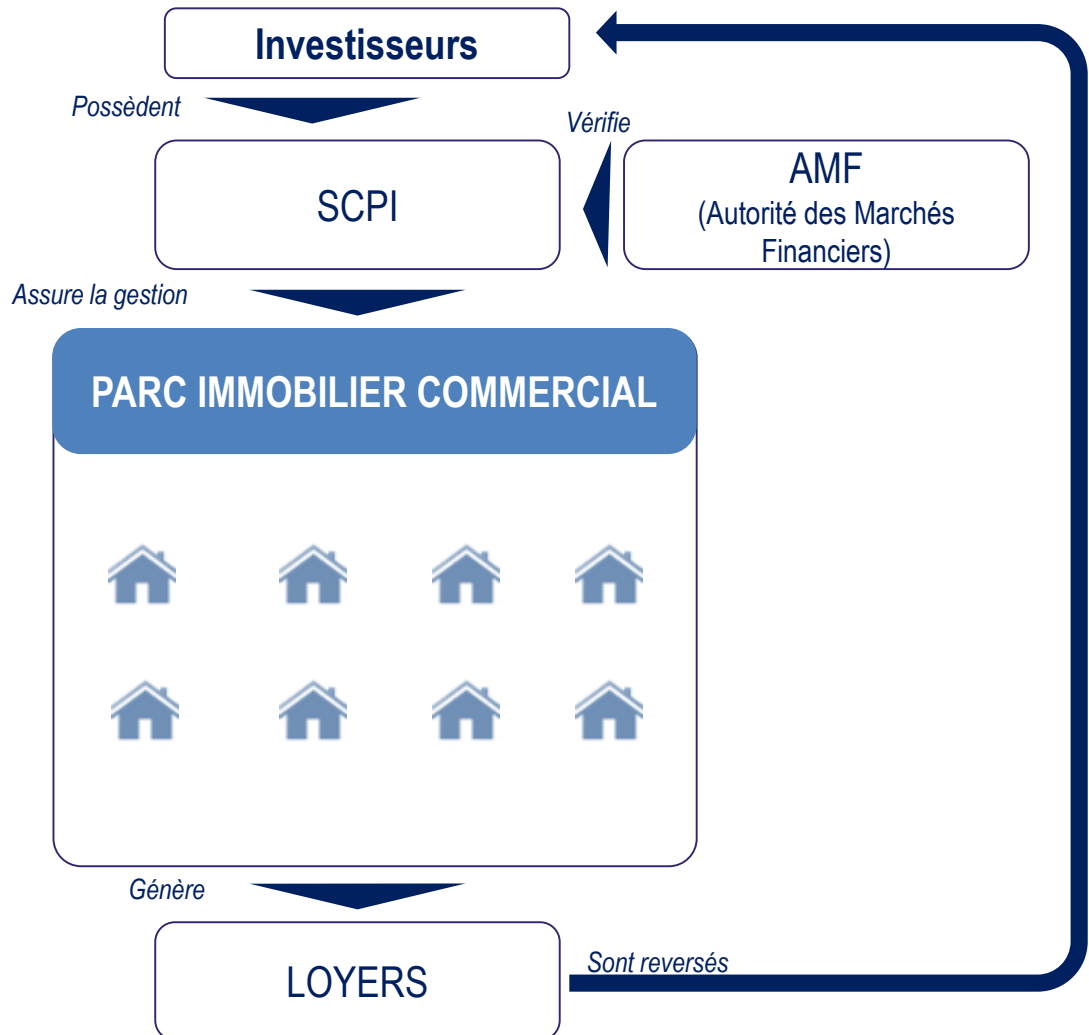 Investisseurs
Possèdent
Vérifie
SCPI
AMF
(Autorité des Marchés
Financiers)
Assure la gestion
PARC IMMOBILIER COMMERCIAL
Génère
LOYERS
Sont reversés